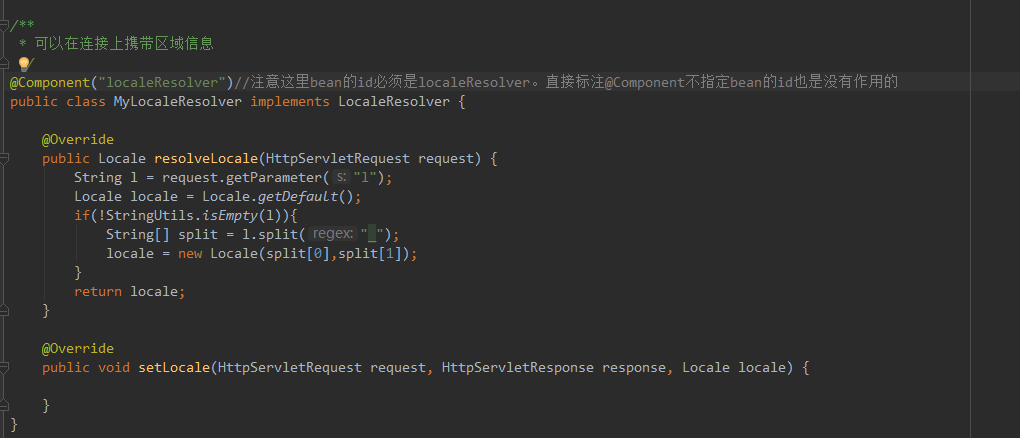 /**
 * 可以在连接上携带区域信息
 */
@Component("localeResolver")//注意这里bean的id必须是localeResolver。直接标注@Component不指定bean的id也是没有作用的
public class MyLocaleResolver implements LocaleResolver {
    @Override
    public Locale resolveLocale(HttpServletRequest request) {
        String l = request.getParameter( s: "l");
        Locale locale = Locale.getDefault();
        if(!StringUtils.isEmpty(l)){
            String[] split = l.split( regex: "_");
            locale = new Locale(split[0],split[1]);
        }
        return locale;
    }
    @Override
    public void setLocale(HttpServletRequest request, HttpServletResponse response, Locale locale) {
    }
}